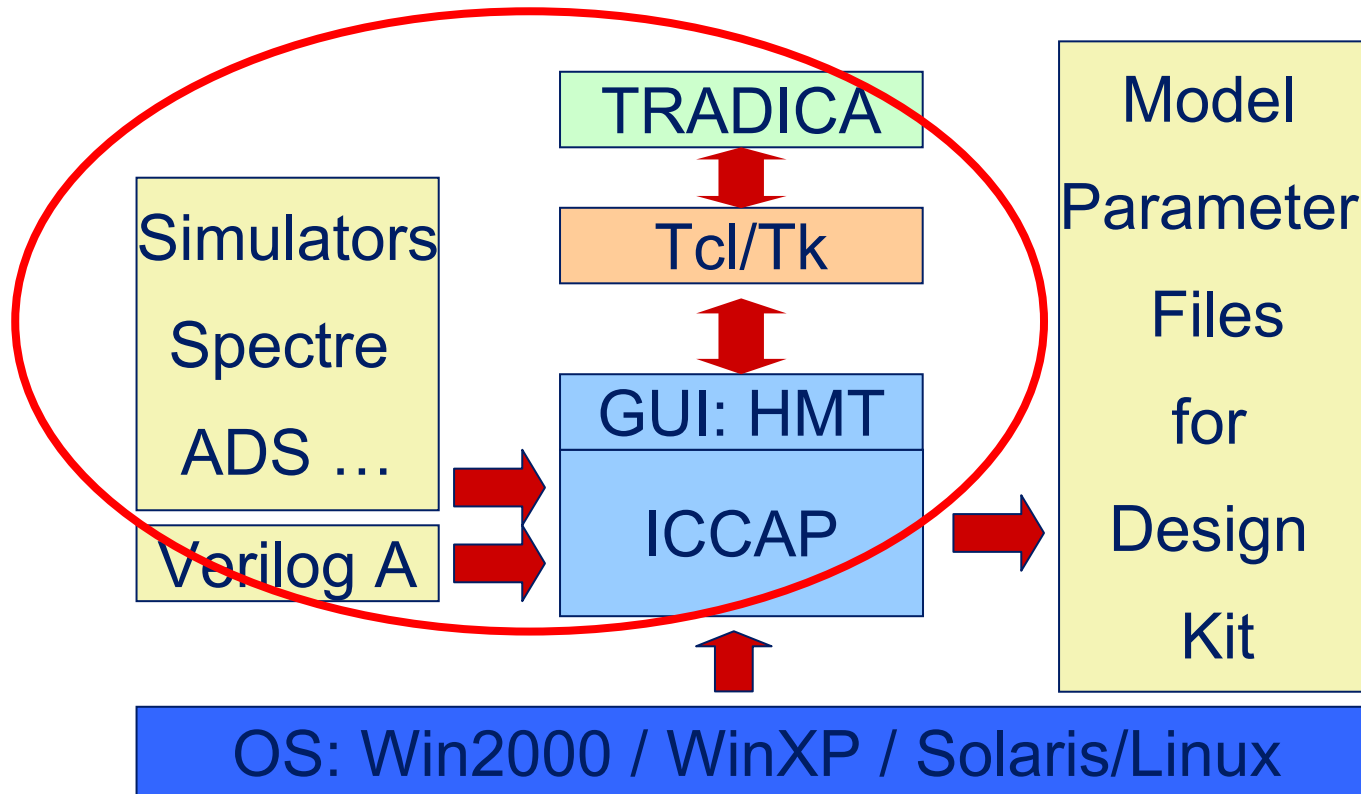 TRADICA
Tcl/Tk
GUI: HMT
ICCAP
Simulators
Spectre
ADS …
Verilog A
Model
Parameter
Files
for
Design
Kit
OS: Win2000 / WinXP / Solaris/Linux